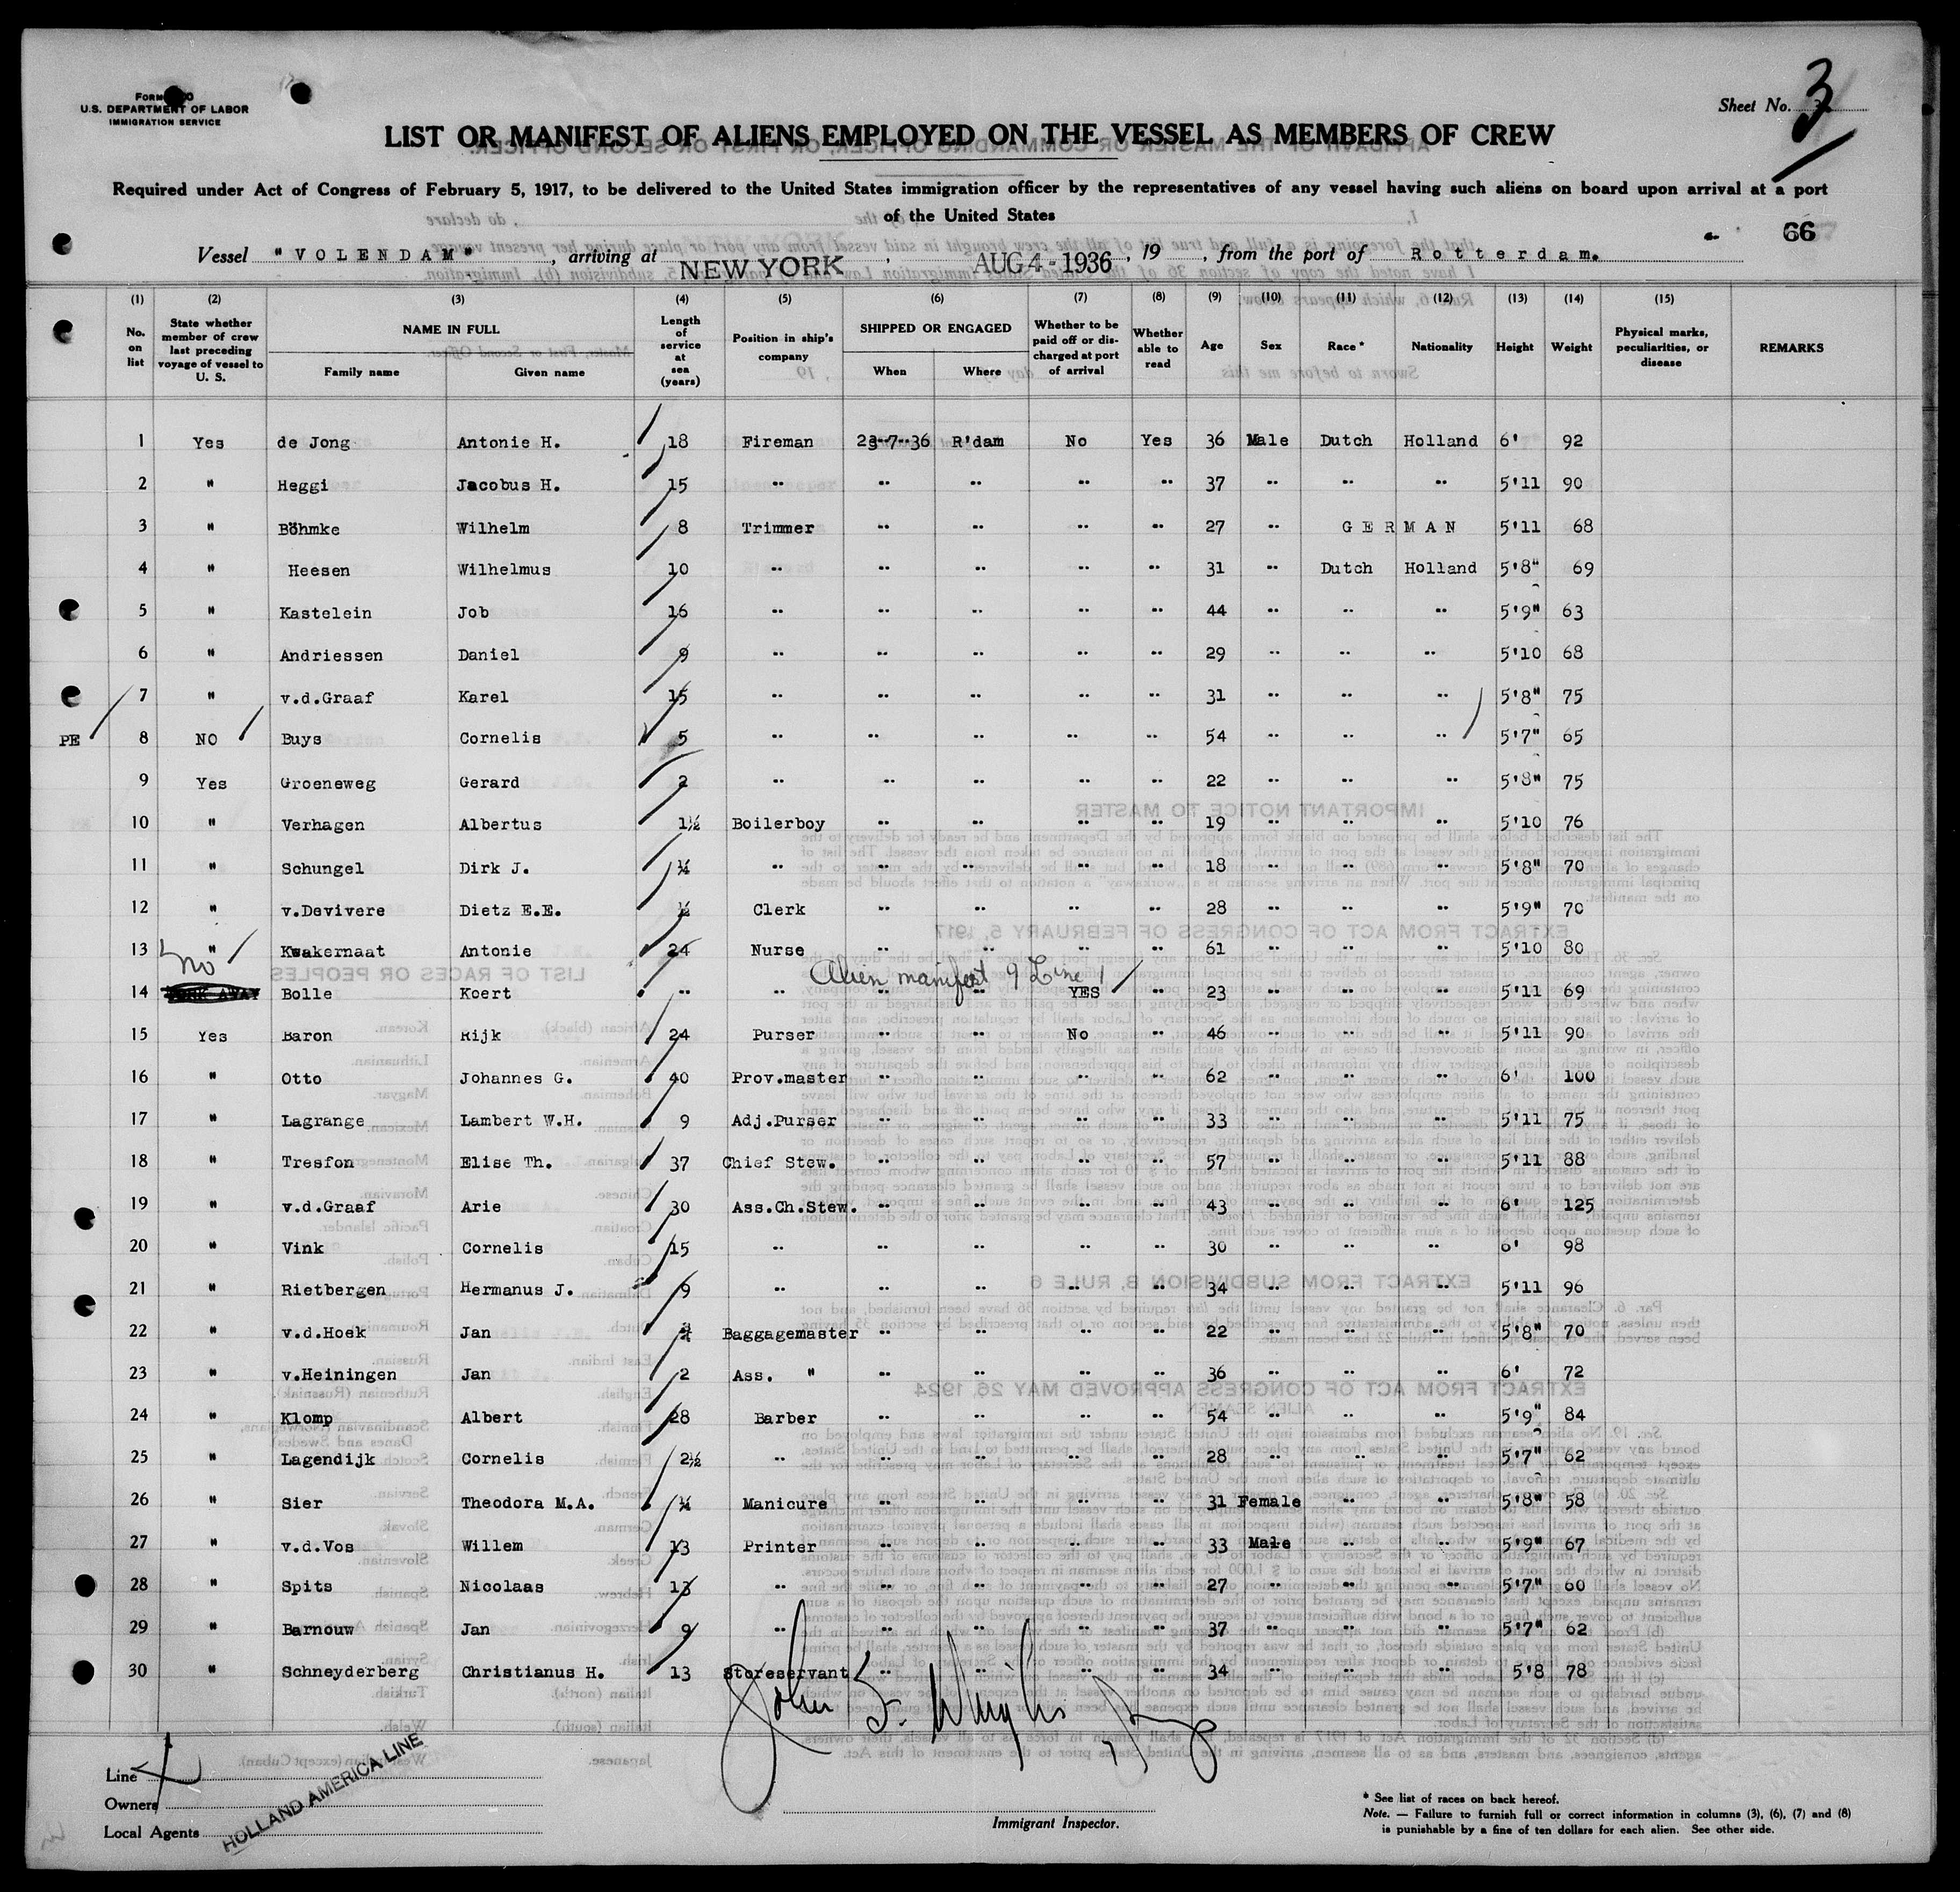 Form
U.S. DEPARTMENT OF LABOR
IMMIGRATION SERVICE
Sheet No. 3
LIST OR MANIFEST OF ALIENS EMPLOYED ON THE VESSEL AS MEMBERS OF CREW
Required under Act of Congress of February 5, 1917, to be delivered to the United States immigration officer by the representatives of any vessel having such aliens on board upon arrival at a port
of the United States
66
Vessel "VOLENDAM", arriving at NEW YORK, AUG 4 - 1936, 19 , from the port of Rotterdam.
(1) (2) (3) (4) (5) (6) (7) (8) (9) (10) (11) (12) (13) (14) (15)
No. on list | State whether member of crew last preceding voyage of vessel to U. S. | NAME IN FULL | Family name | Given name | Length of service at sea (years) | Position in ship's company | SHIPPED OR ENGAGED | When | Where | Whether to be paid off or discharged at port of arrival | Whether able to read | Age | Sex | Race * | Nationality | Height | Weight | Physical marks, peculiarities, or disease | REMARKS
1 Yes de Jong Antonie H. 18 Fireman 23-7-36 R'dam No Yes 36 Male Dutch Holland 6' 92
2 " Heggi Jacobus H. 15 " " " " " 37 " " " 5'11 90
3 " Böhmke Wilhelm 8 Trimmer " " " " 27 " GERMAN 5'11 68
4 " Heesen Wilhelmus 10 " " " " " 31 " Dutch Holland 5'8" 69
5 " Kastelein Job 16 " " " " " 44 " " " 5'9" 63
6 " Andriessen Daniel 9 " " " " " 29 " " " 5'10 68
7 " v.d.Graaf Karel 15 " " " " " 31 " " " 5'8" 75
PE 8 NO Buys Cornelis 5 " " " " " 54 " " " 5'7" 65
9 Yes Groeneweg Gerard 2 " " " " " 22 " " " 5'8" 75
10 " Verhagen Albertus 1½ Boilerboy " " " " 19 " " " 5'10 76
11 " Schungel Dirk J. ¼ " " " " " 18 " " " 5'8" 70
12 " v.Devivere Dietz E.E. ½ Clerk " " " " 28 " " " 5'9" 70
13 " Kwakernaat Antonie 24 Nurse " " " " 61 " " " 5'10 80
no Alien manifest 9 Line 1
14 Bolle Koert " " " " YES " 23 " " " 5'11 69
15 Yes Baron Rijk 24 Purser " " No " 46 " " " 5'11 90
16 " Otto Johannes G. 40 Prov.master " " " " 62 " " " 6' 100
17 " Lagrange Lambert W.H. 9 Adj.Purser " " " " 33 " " " 5'11 75
18 " Tresfon Elise Th. 37 Chief Stew. " " " " 57 " " " 5'11 88
19 " v.d.Graaf Arie 30 Ass.Ch.Stew. " " " " 43 " " " 6' 125
20 " Vink Cornelis 15 " " " " " 30 " " " 6' 98
21 " Rietbergen Hermanus J. 9 " " " " " 34 " " " 5'11 96
22 " v.d.Hoek Jan Baggagemaster " " " " 22 " " " 5'8" 70
23 " v.Heiningen Jan 2 Ass. " " " " " 36 " " " 6' 72
24 " Klomp Albert 28 Barber " " " " 54 " " " 5'9" 84
25 " Lagendijk Cornelis 2½ " " " " " 28 " " " 5'7" 62
26 " Sier Theodora M.A. ¼ Manicure " " " " 31 Female " " 5'8" 58
27 " v.d.Vos Willem 13 Printer " " " " 33 Male " " 5'9" 67
28 " Spits Nicolaas 13 " " " " " 27 " " " 5'7" 60
29 " Barnouw Jan 9 " " " " " 37 " " " 5'7" 62
30 " Schneyderberg Christianus H. 13 Storeservant " " " " 34 " " " 5'8 78
Line
Owners
Local Agents
HOLLAND AMERICA LINE
Immigrant Inspector.
* See list of races on back hereof.
Note. — Failure to furnish full or correct information in columns (3), (6), (7) and (8)
is punishable by a fine of ten dollars for each alien. See other side.